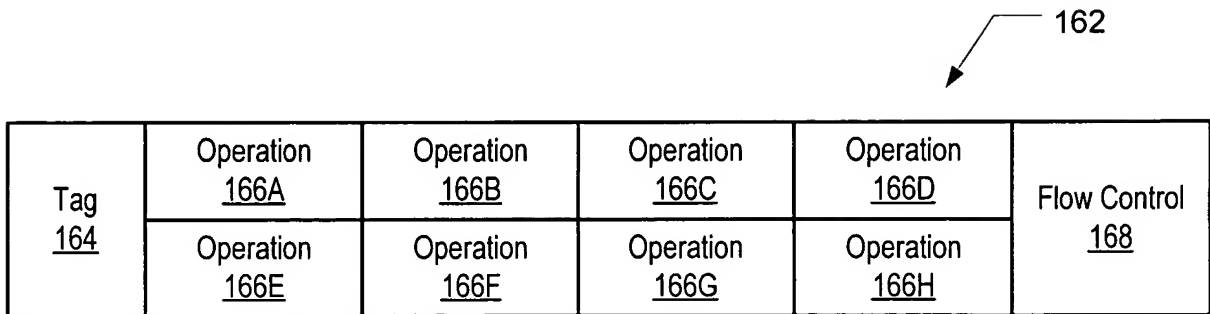 162
Tag
164
Operation
166A
Operation
166B
Operation
166C
Operation
166D
Operation
166E
Operation
166F
Operation
166G
Operation
166H
Flow Control
168